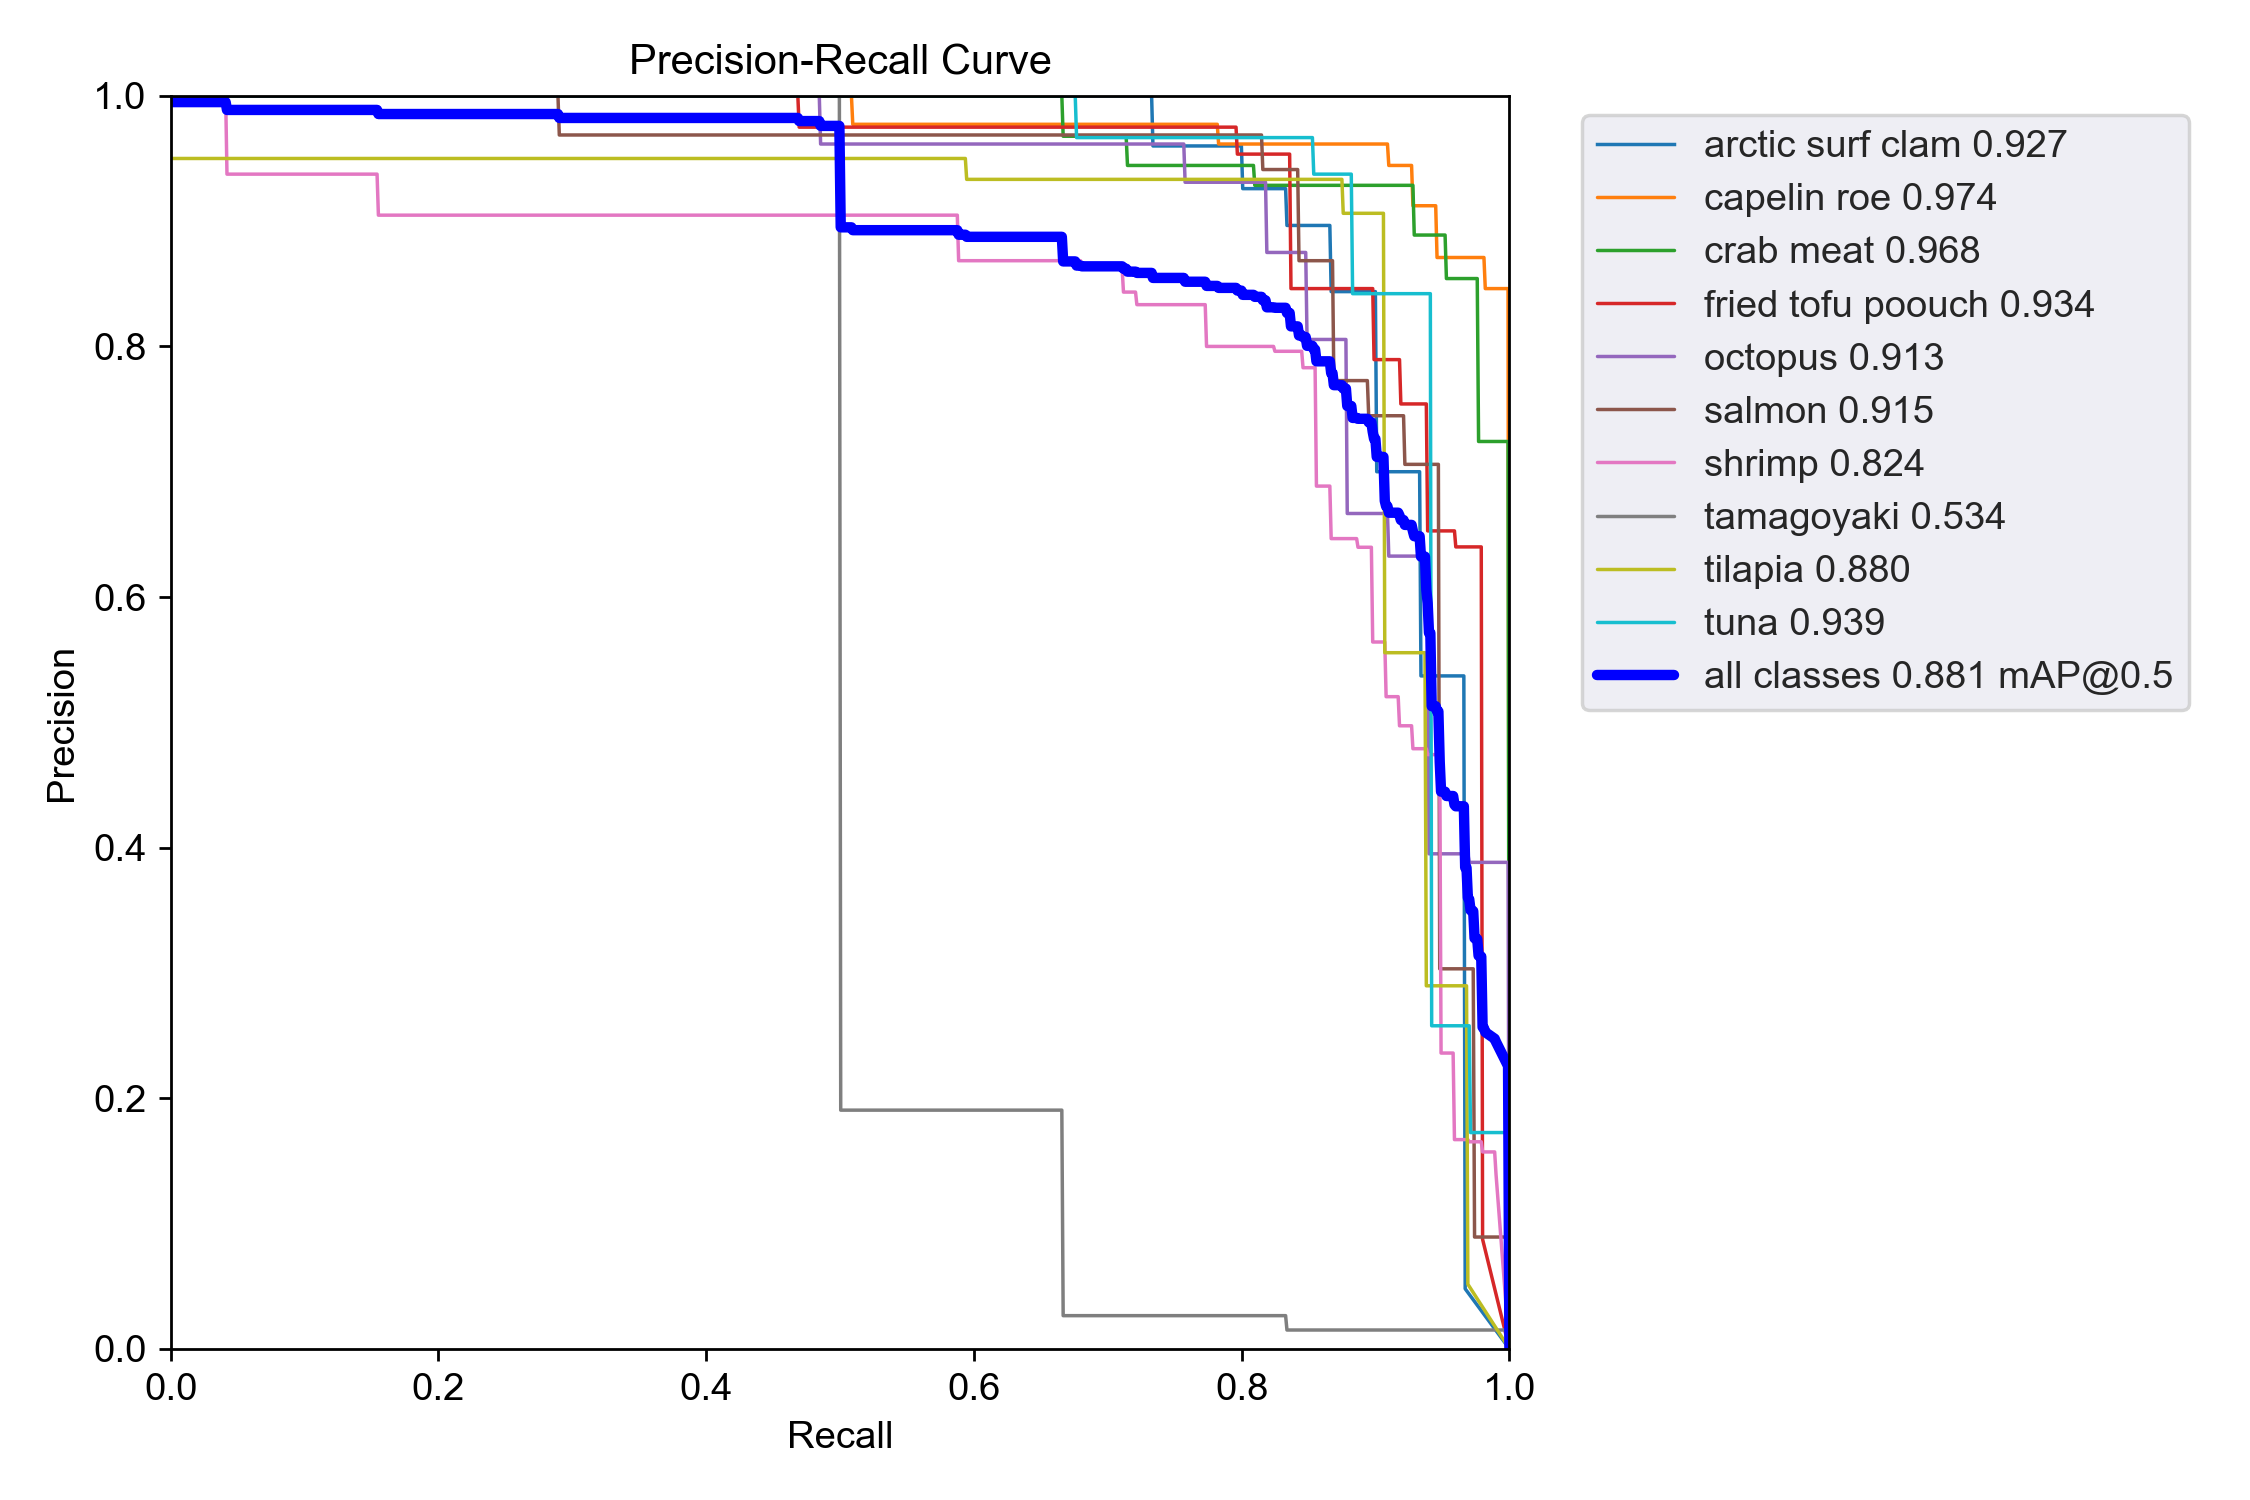 Precision-Recall Curve
1.0
0.8
0.6
0.4
0.2
0.0
Precision
0.0 0.2 0.4 0.6 0.8 1.0
Recall
arctic surf clam 0.927
capelin roe 0.974
crab meat 0.968
fried tofu poouch 0.934
octopus 0.913
salmon 0.915
shrimp 0.824
tamagoyaki 0.534
tilapia 0.880
tuna 0.939
all classes 0.881 mAP@0.5